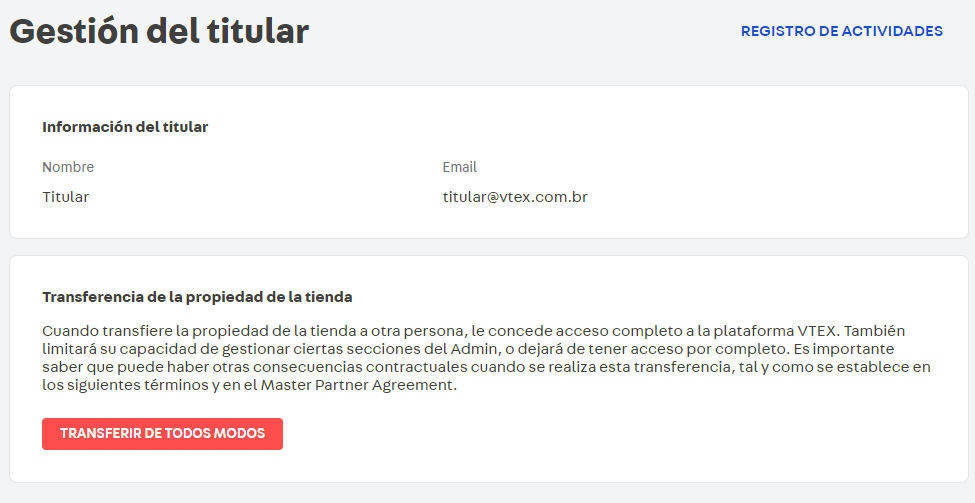 Gestión del titular
REGISTRO DE ACTIVIDADES
Información del titular
Nombre
Email
Titular
titular@vtex.com.br
Transferencia de la propiedad de la tienda
Cuando transfiere la propiedad de la tienda a otra persona, le concede acceso completo a la plataforma VTEX. También
limitará su capacidad de gestionar ciertas secciones del Admin, o dejará de tener acceso por completo. Es importante
saber que puede haber otras consecuencias contractuales cuando se realiza esta transferencia, tal y como se establece en
los siguientes términos y en el Master Partner Agreement.
TRANSFERIR DE TODOS MODOS